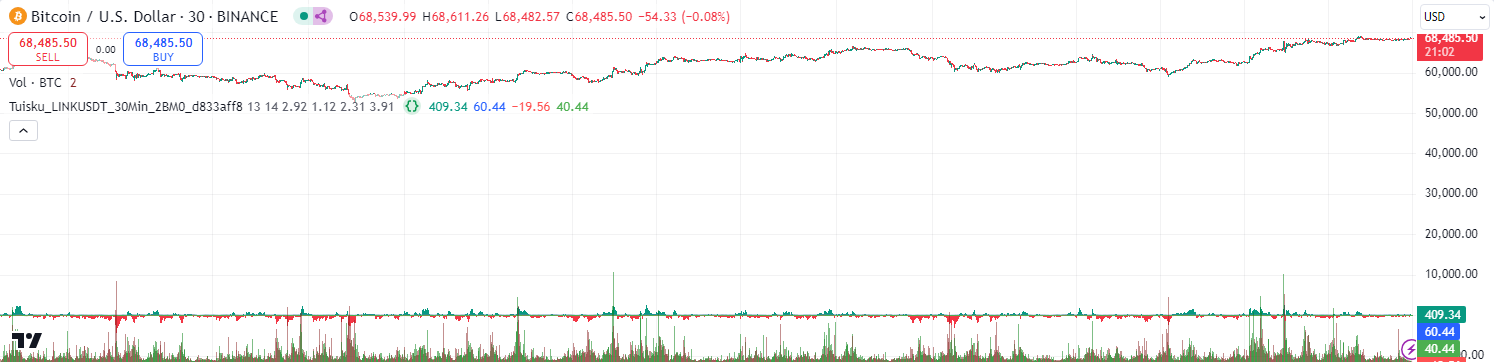 Bitcoin / U.S. Dollar · 30 · BINANCE O68,539.99 H68,611.26 L68,482.57 C68,485.50 −54.33 (−0.08%) USD
68,485.50 SELL 0.00 68,485.50 BUY
68,485.50
21:02
Vol · BTC 2
60,000.00
Tuisku_LINKUSDT_30Min_2BM0_d833aff8 13 14 2.92 1.12 2.31 3.91 {} 409.34 60.44 −19.56 40.44
50,000.00
40,000.00
30,000.00
20,000.00
10,000.00
409.34
60.44
40.44